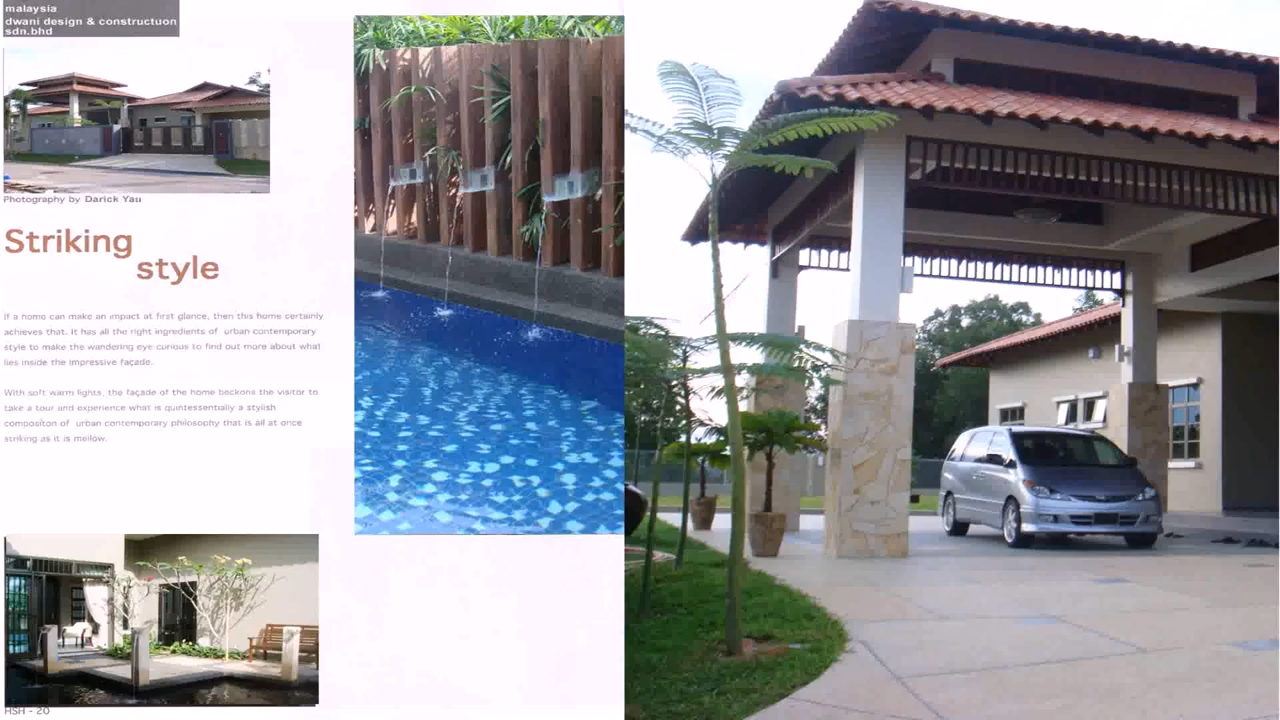 malaysia
dwani design & constructuon
sdn.bhd
Photography by Darick Yau
Striking
style
If a home can make an impact at first glance, then this home certainly
achieves that. It has all the right ingredients of urban contemporary
style to make the wandering eye curious to find out more about what
lies inside the impressive façade.
With soft warm lights, the façade of the home beckons the visitor to
take a tour and experience what is quintessentially a stylish
compositon of urban contemporary philosophy that is all at once
striking as it is mellow.
HSH - 20